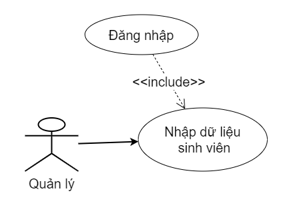 Đăng nhập
<<include>>
Nhập dữ liệu
sinh viên
Quản lý